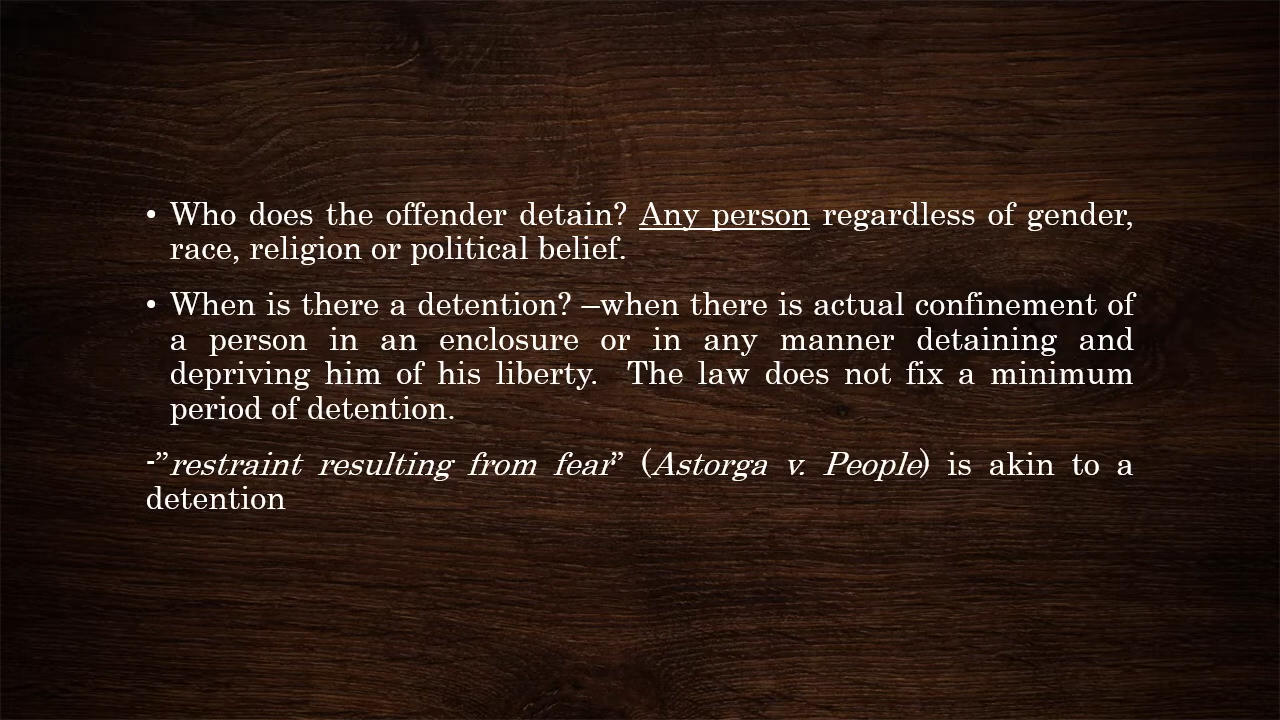 • Who does the offender detain? Any person regardless of gender,
race, religion or political belief.
• When is there a detention? –when there is actual confinement of
a person in an enclosure or in any manner detaining and
depriving him of his liberty.  The law does not fix a minimum
period of detention.
-”restraint resulting from fear” (Astorga v. People) is akin to a
detention